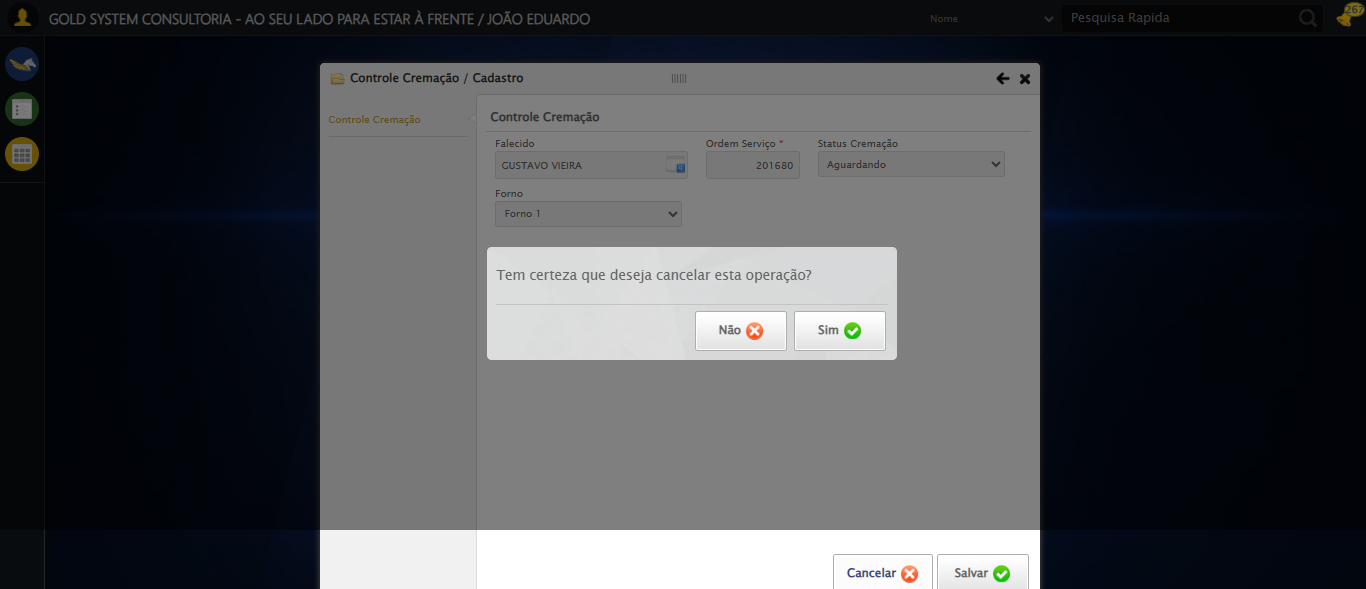 GOLD SYSTEM CONSULTORIA - AO SEU LADO PARA ESTAR À FRENTE / JOÃO EDUARDO
Nome
Pesquisa Rapida
267
Controle Cremação / Cadastro
Controle Cremação
Controle Cremação
Falecido
Ordem Serviço *
Status Cremação
GUSTAVO VIEIRA
201680
Aguardando
Forno
Forno 1
Tem certeza que deseja cancelar esta operação?
Não
Sim
Cancelar
Salvar